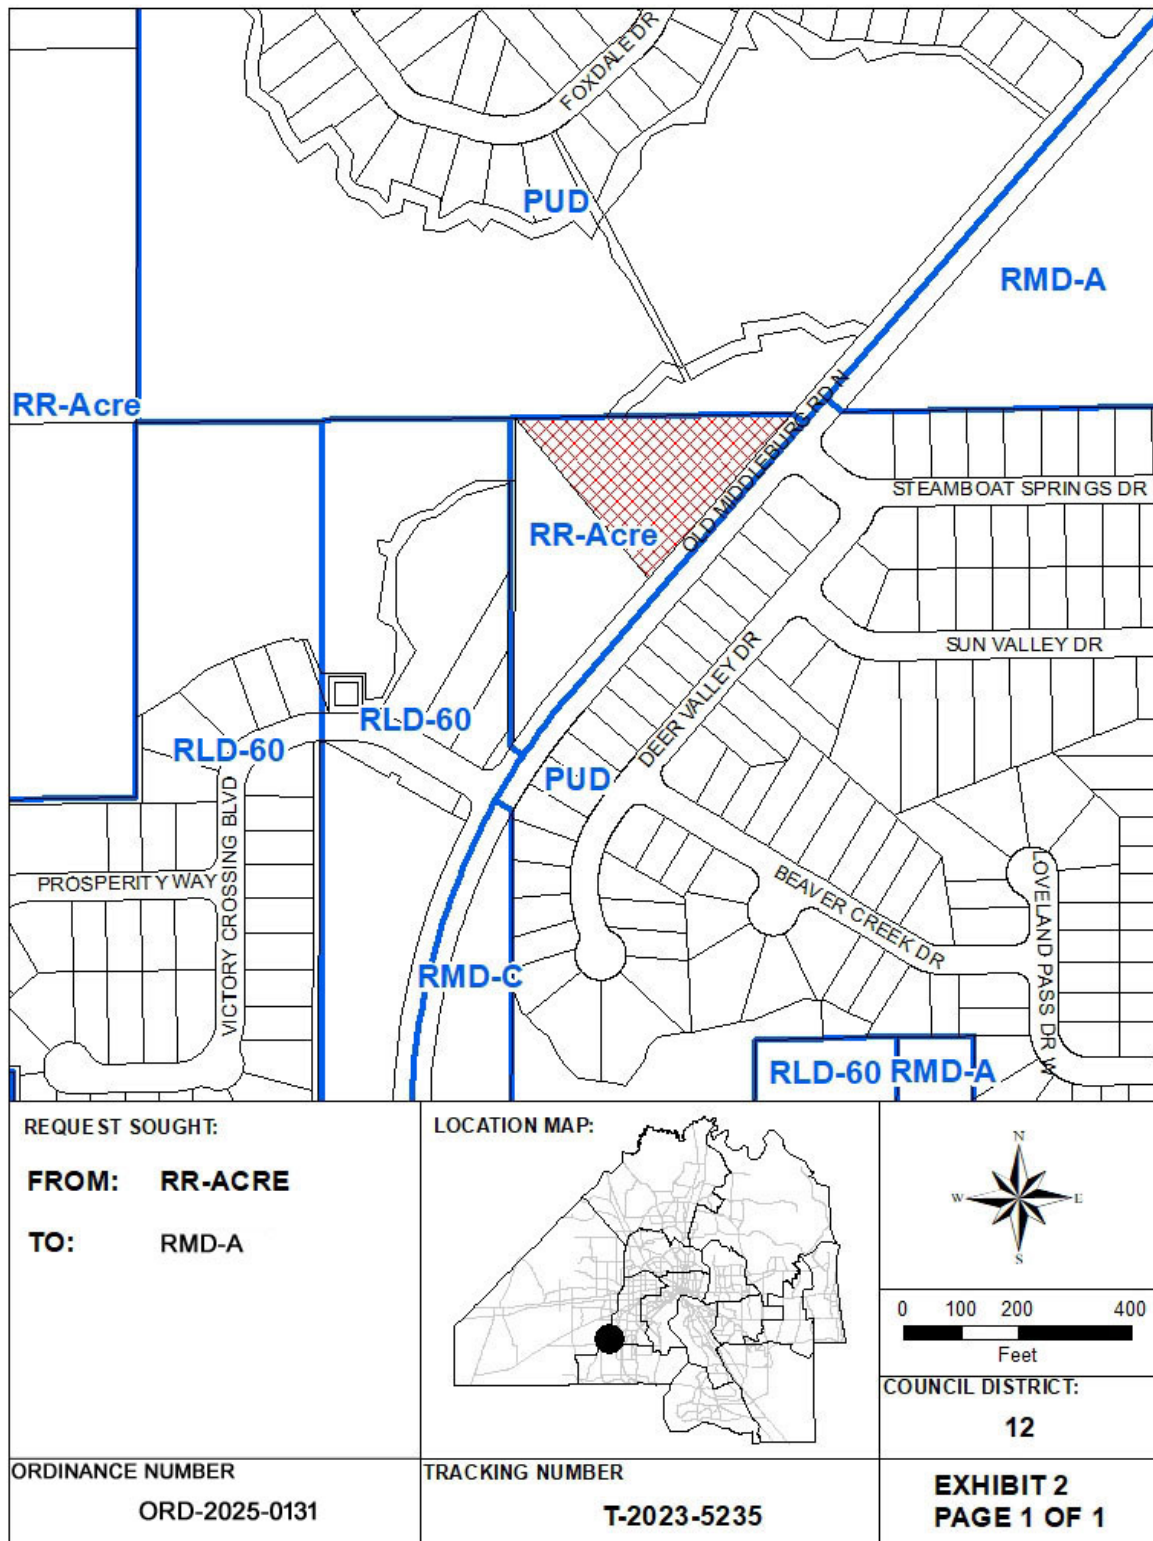 FOXDALE DR
PUD
RMD-A
RR-Acre
OLD MIDDLEBURG RD N
STEAMBOAT SPRINGS DR
RR-Acre
SUN VALLEY DR
DEER VALLEY DR
RLD-60
RLD-60
PUD
VICTORY CROSSING BLVD
PROSPERITY WAY
BEAVER CREEK DR
LOVELAND PASS DR W
RMD-C
RLD-60
RMD-A
REQUEST SOUGHT:
FROM: RR-ACRE
TO: RMD-A
LOCATION MAP:
N
W
E
S
0 100 200 400
Feet
COUNCIL DISTRICT:
12
ORDINANCE NUMBER
ORD-2025-0131
TRACKING NUMBER
T-2023-5235
EXHIBIT 2
PAGE 1 OF 1